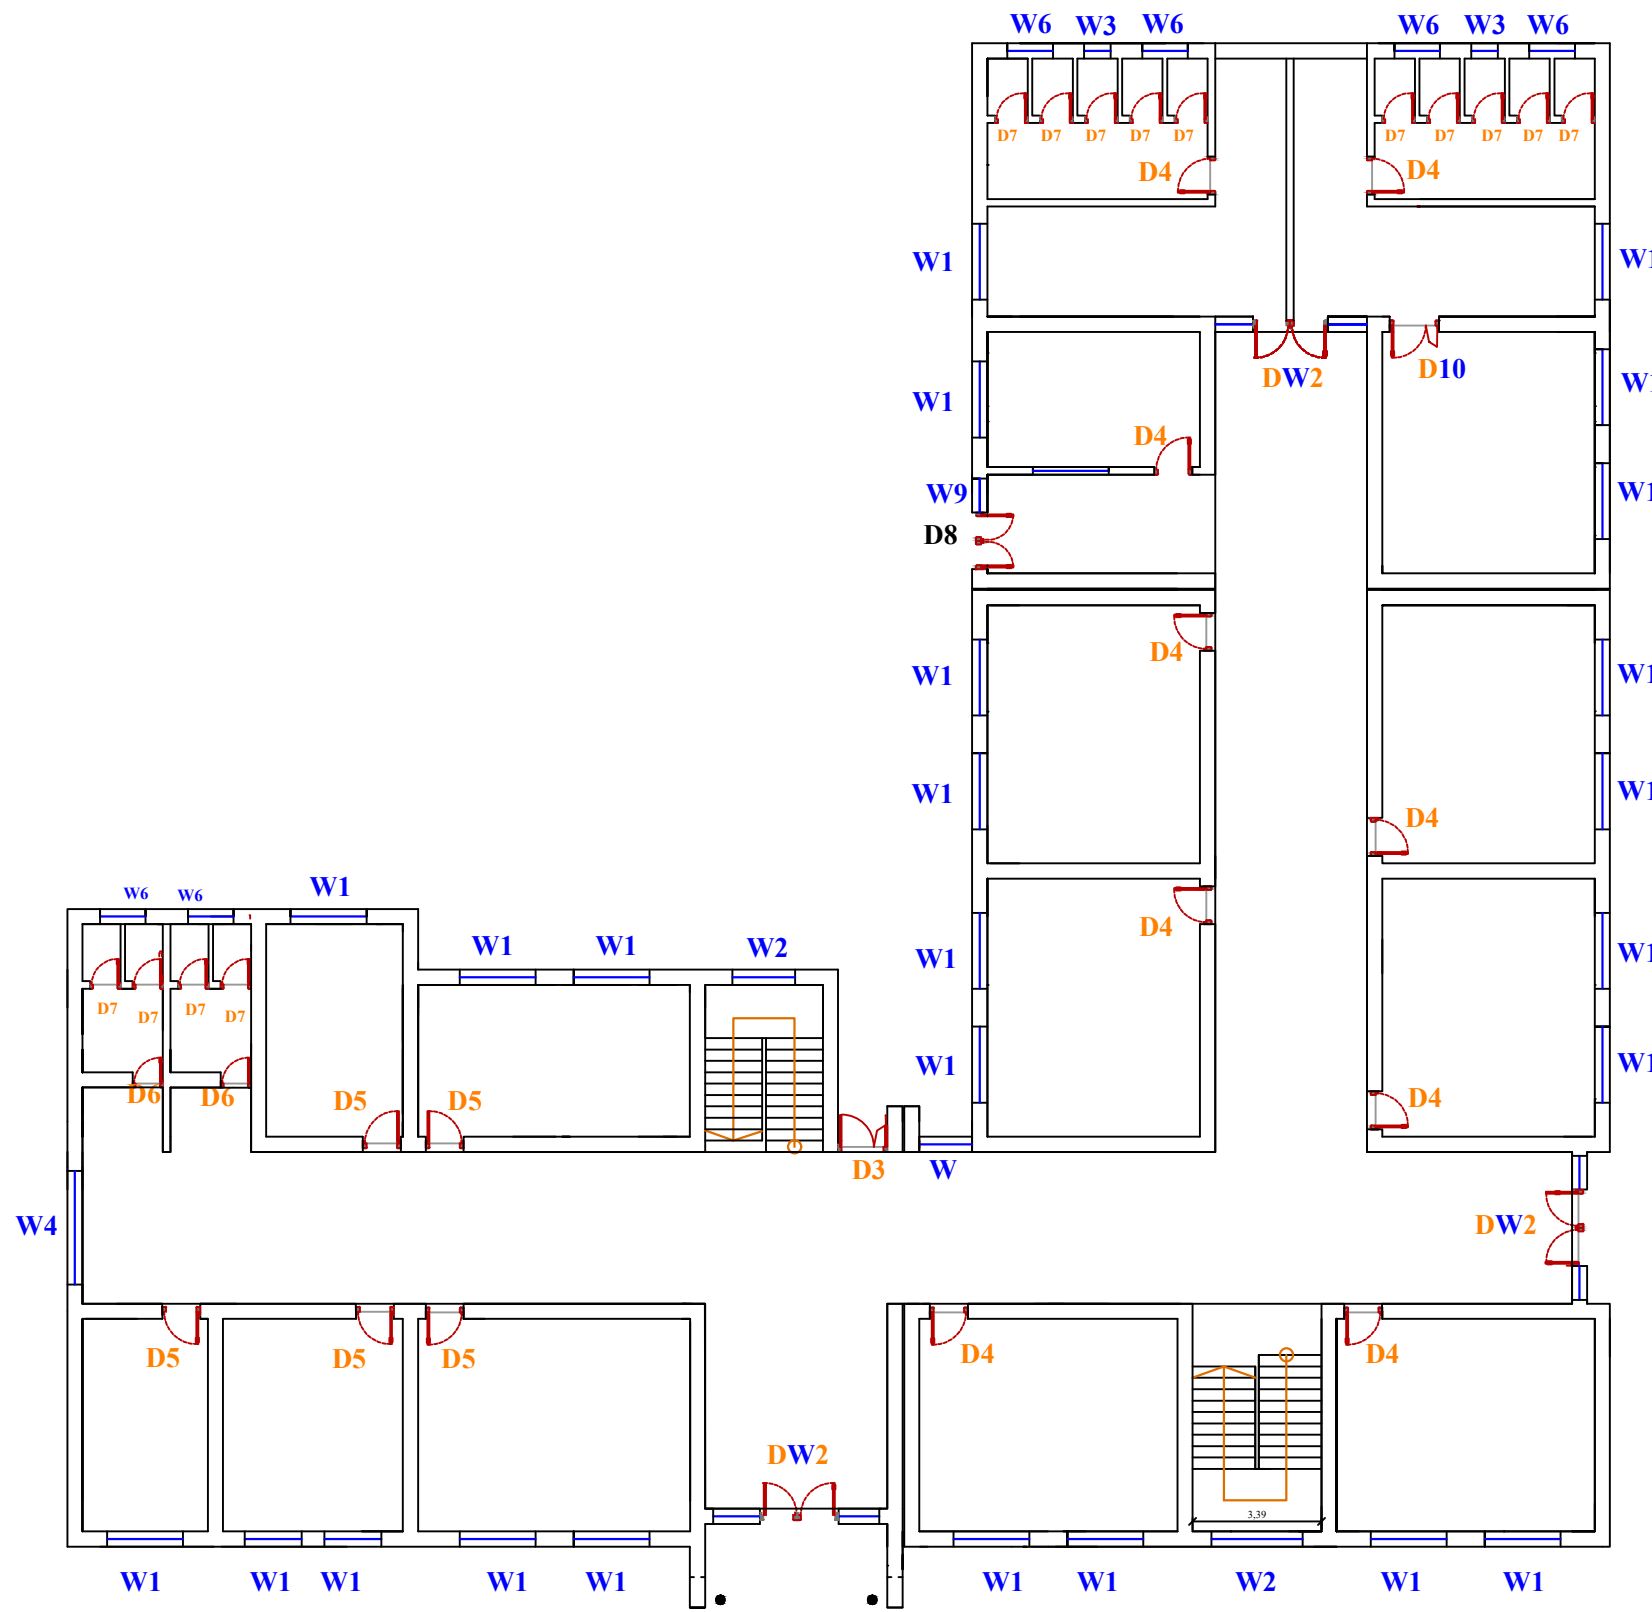 W6 W3 W6 W6 W3 W6
D7 D7 D7 D7 D7 D7 D7 D7 D7 D7
D4 D4
W1 W1
DW2 D10
W1 W1
D4
W9 W1
D8
D4
W1 W1
W1 W1
D4
W6 W6 W1
D4
W1 W1 W2 W1 W1
D7 D7 D7 D7
W1 W1
D6 D6 D5 D5 D4
D3 W
W4 DW2
D5 D5 D5 D4 D4
DW2
3,39
W1 W1 W1 W1 W1 W1 W1 W2 W1 W1